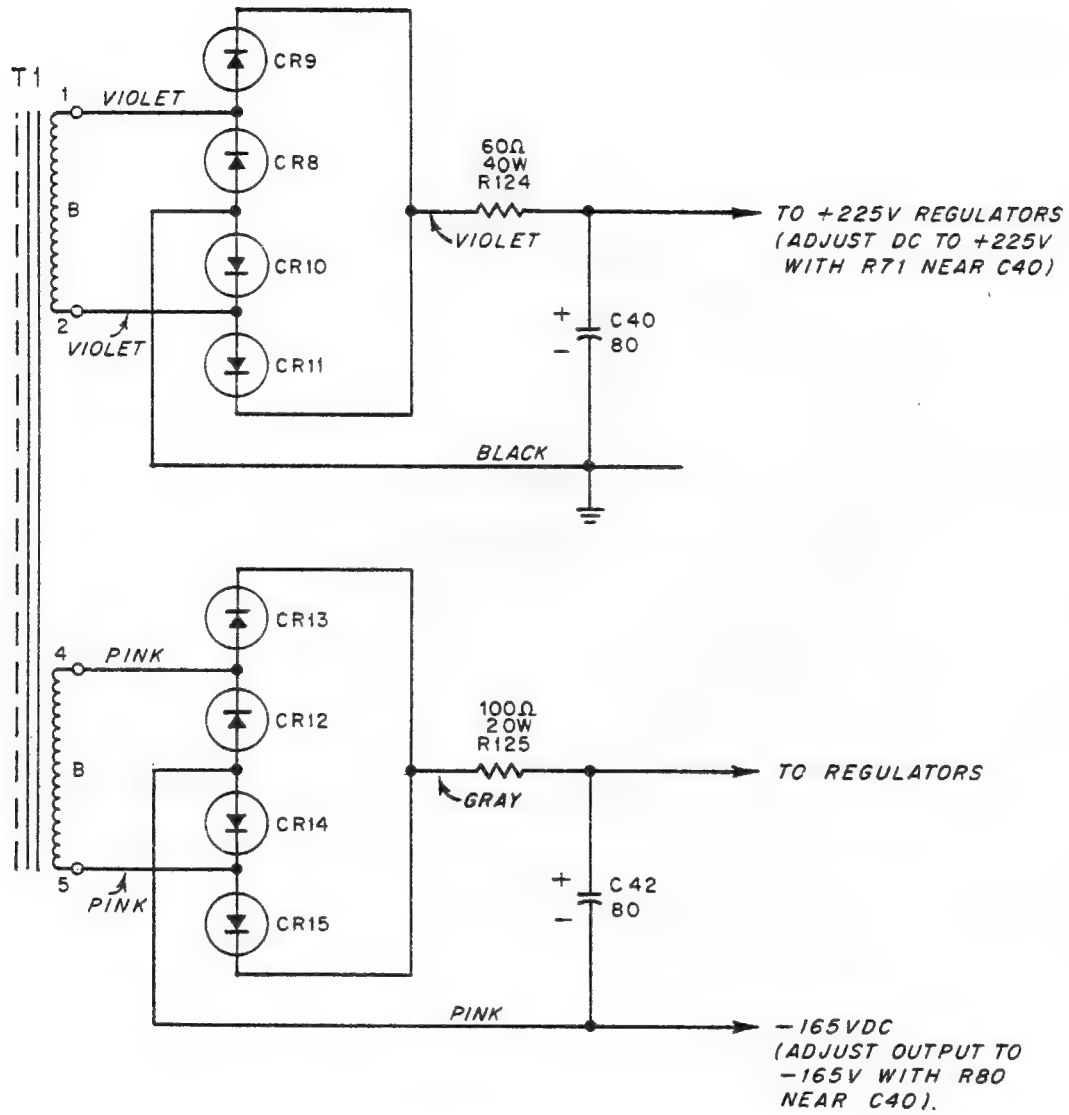 T1
1
VIOLET
B
2
VIOLET
CR9
CR8
CR10
CR11
60Ω
40W
R124
VIOLET
TO +225V REGULATORS
(ADJUST DC TO +225V
WITH R71 NEAR C40)
+
C40
-
80
BLACK
4
PINK
B
5
PINK
CR13
CR12
CR14
CR15
100Ω
20W
R125
GRAY
TO REGULATORS
+
C42
-
80
PINK
-165VDC
(ADJUST OUTPUT TO
-165V WITH R80
NEAR C40).